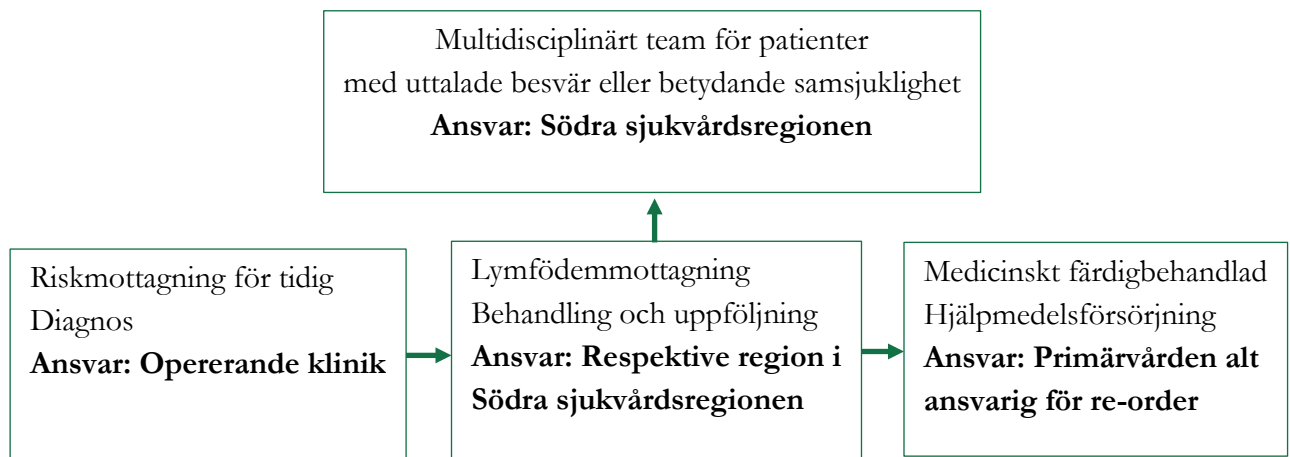 Multidisciplinärt team för patienter
med uttalade besvär eller betydande samsjuklighet
Ansvar: Södra sjukvårdsregionen
Riskmottagning för tidig
Diagnos
Ansvar: Opererande klinik
Lymfödemmottagning
Behandling och uppföljning
Ansvar: Respektive region i
Södra sjukvårdsregionen
Medicinskt färdigbehandlad
Hjälpmedelsförsörjning
Ansvar: Primärvården alt
ansvarig för re-order